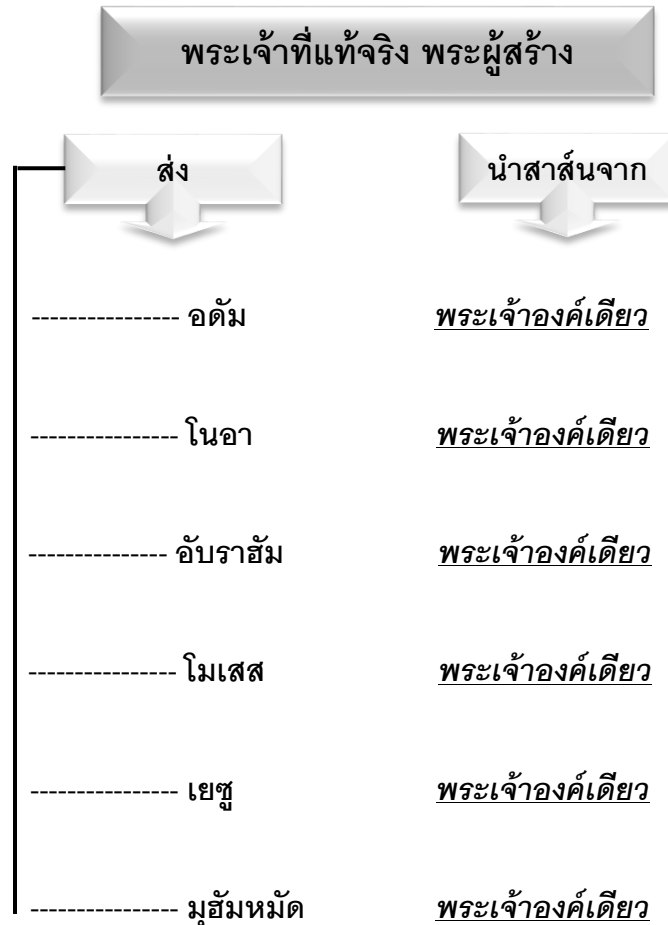 พระเจ้าที่แท้จริง พระผู้สร้าง
ส่ง นำสาส์นจาก
---------------- อดัม พระเจ้าองค์เดียว
---------------- โนอา พระเจ้าองค์เดียว
--------------- อับราฮัม พระเจ้าองค์เดียว
---------------- โมเสส พระเจ้าองค์เดียว
---------------- เยซู พระเจ้าองค์เดียว
---------------- มุฮัมหมัด พระเจ้าองค์เดียว